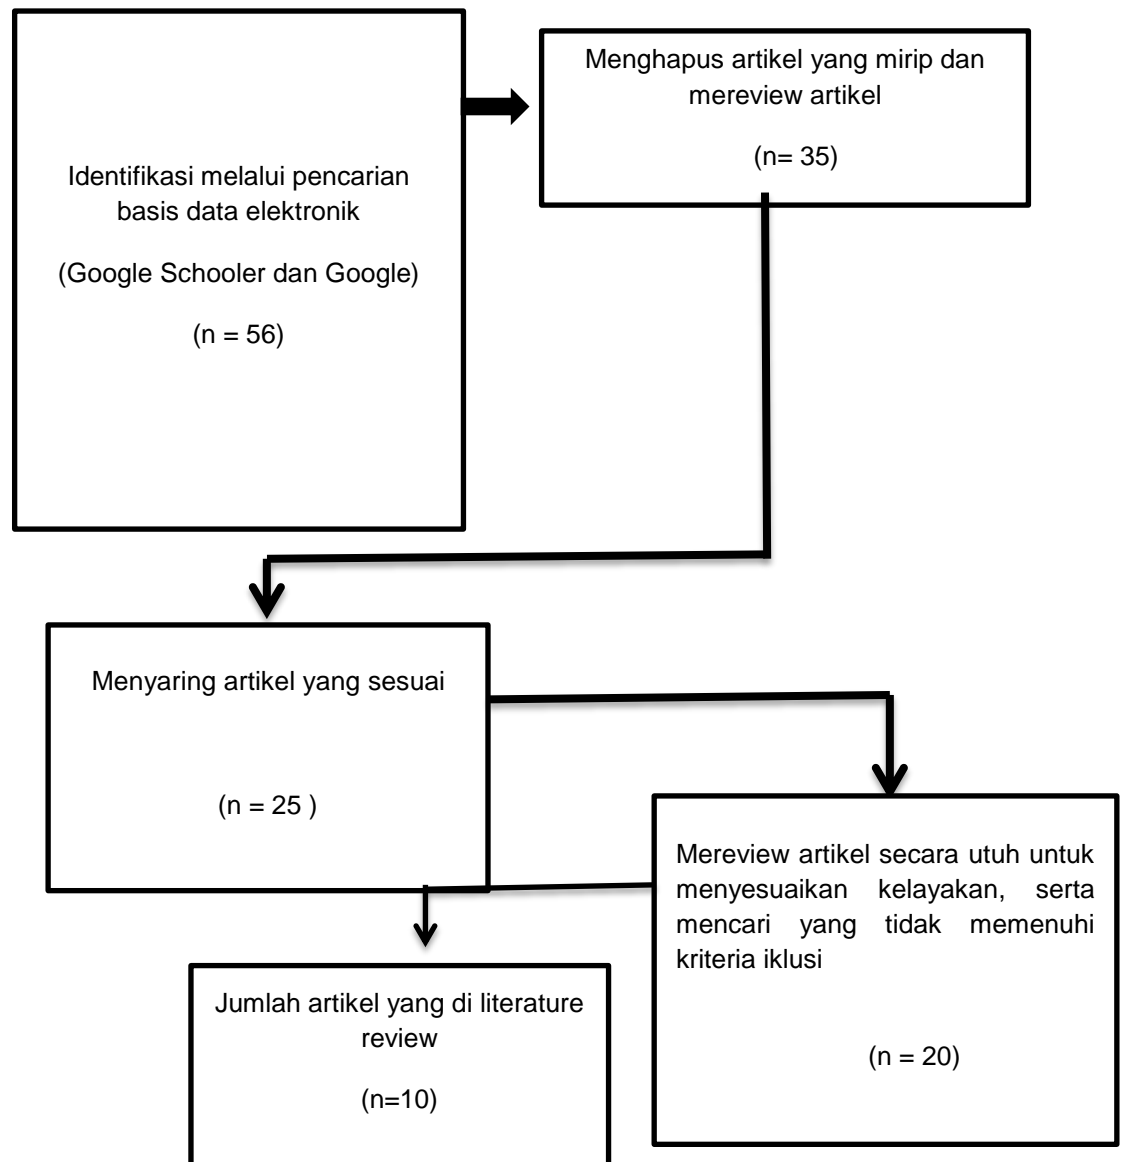 Identifikasi melalui pencarian
basis data elektronik
(Google Schooler dan Google)
(n = 56)
Menghapus artikel yang mirip dan
mereview artikel
(n= 35)
Menyaring artikel yang sesuai
(n = 25 )
Mereview artikel secara utuh untuk
menyesuaikan kelayakan, serta
mencari yang tidak memenuhi
kriteria iklusi
(n = 20)
Jumlah artikel yang di literature
review
(n=10)